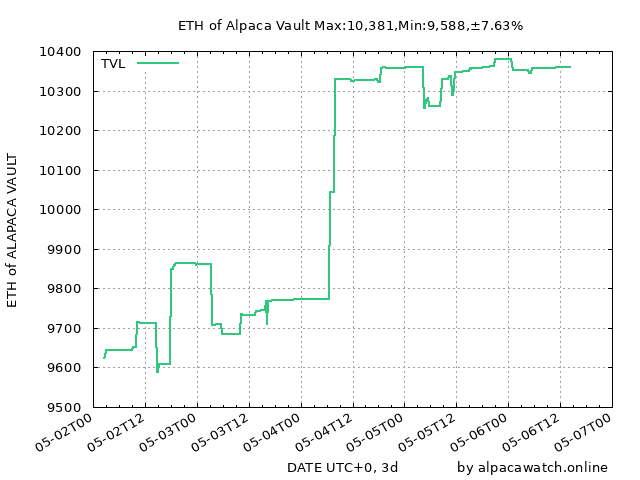 ETH of Alpaca Vault Max:10,381,Min:9,588,±7.63%
TVL
10400
10300
10200
10100
10000
9900
9800
9700
9600
9500
ETH of ALAPACA VAULT
05-02T00
05-02T12
05-03T00
05-03T12
05-04T00
05-04T12
05-05T00
05-05T12
05-06T00
05-06T12
05-07T00
DATE UTC+0, 3d
by alpacawatch.online